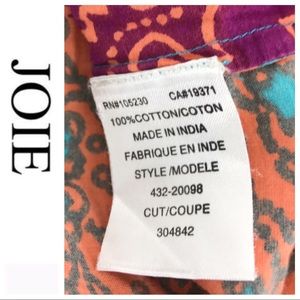 JOIE
RN#105230 CA#19371
100%COTTON/COTON
MADE IN INDIA
FABRIQUE EN INDE
STYLE /MODELE
432-20098
CUT/COUPE
304842